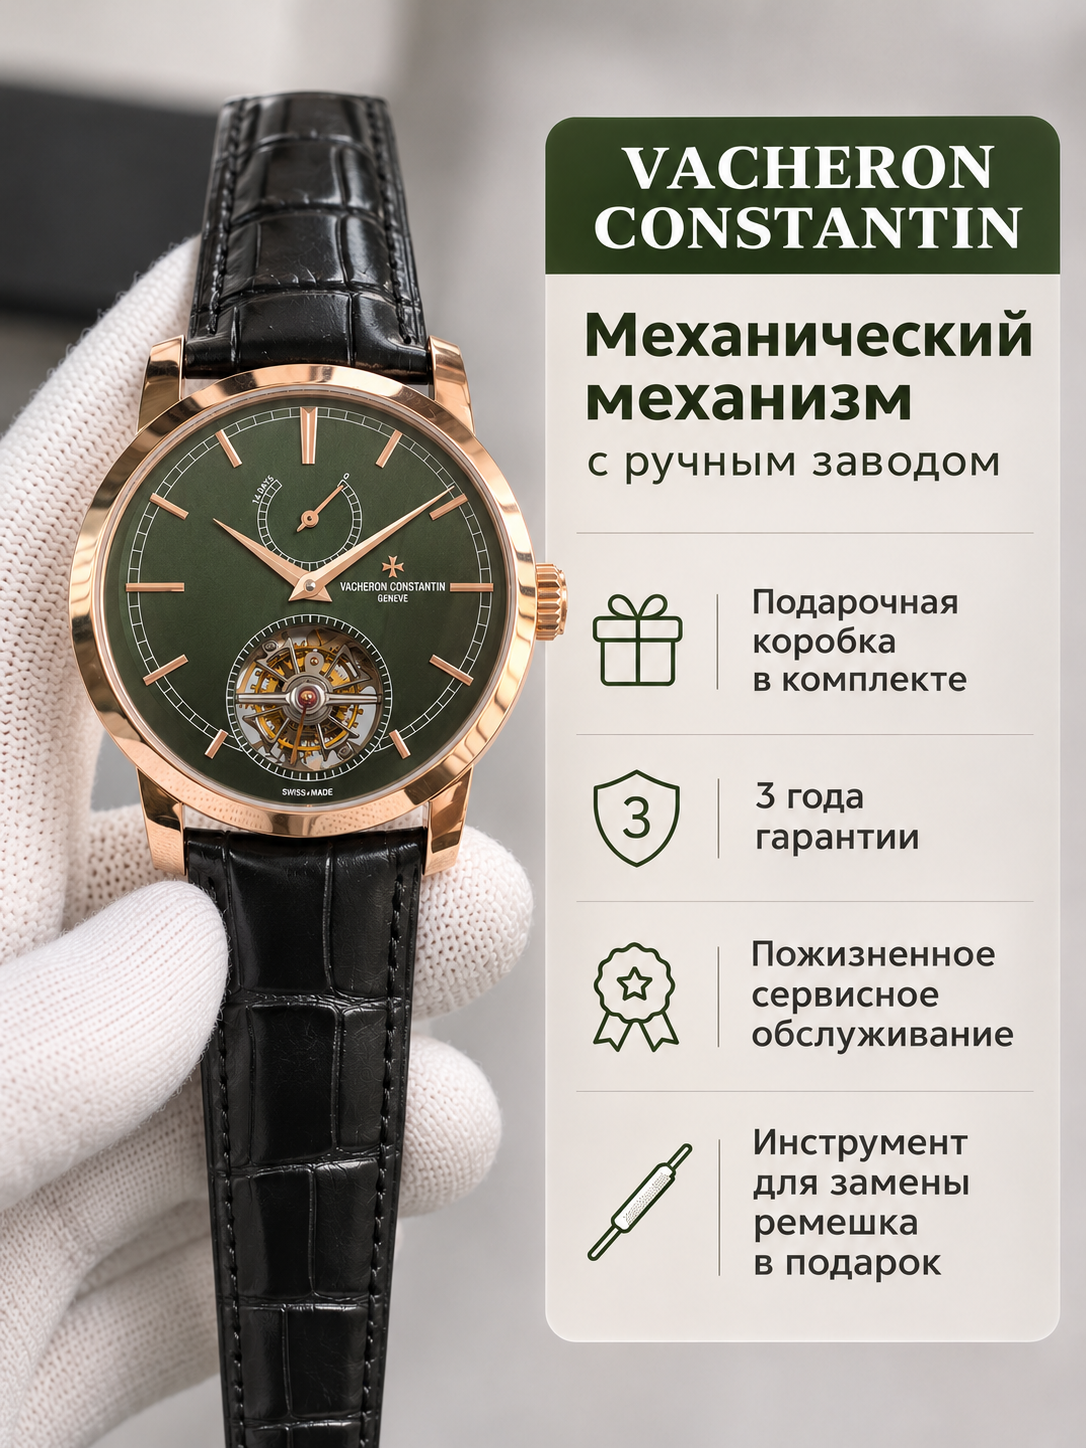 14 DAYS
0
VACHERON CONSTANTIN
GENEVE
SWISS MADE
VACHERON
CONSTANTIN
Механический
механизм
с ручным заводом
Подарочная
коробка
в комплекте
3
3 года
гарантии
Пожизненное
сервисное
обслуживание
Инструмент
для замены
ремешка
в подарок